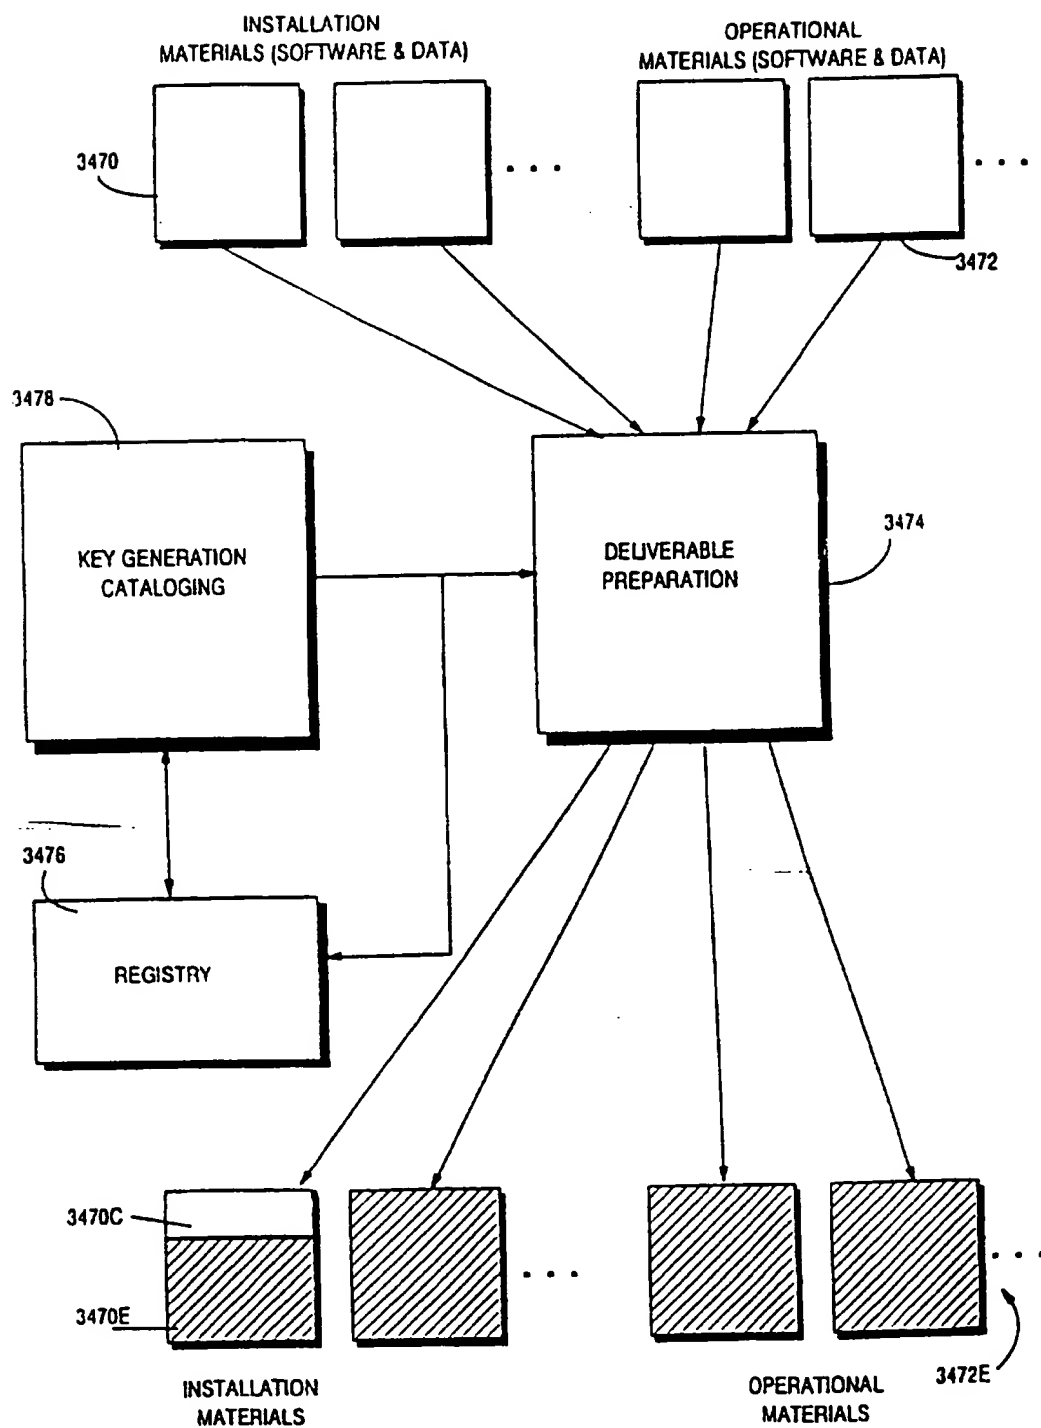 INSTALLATION
MATERIALS (SOFTWARE & DATA)
OPERATIONAL
MATERIALS (SOFTWARE & DATA)
3470
3472
3478
KEY GENERATION
CATALOGING
DELIVERABLE
PREPARATION
3474
3476
REGISTRY
3470C
3470E
3472E
INSTALLATION
MATERIALS
OPERATIONAL
MATERIALS